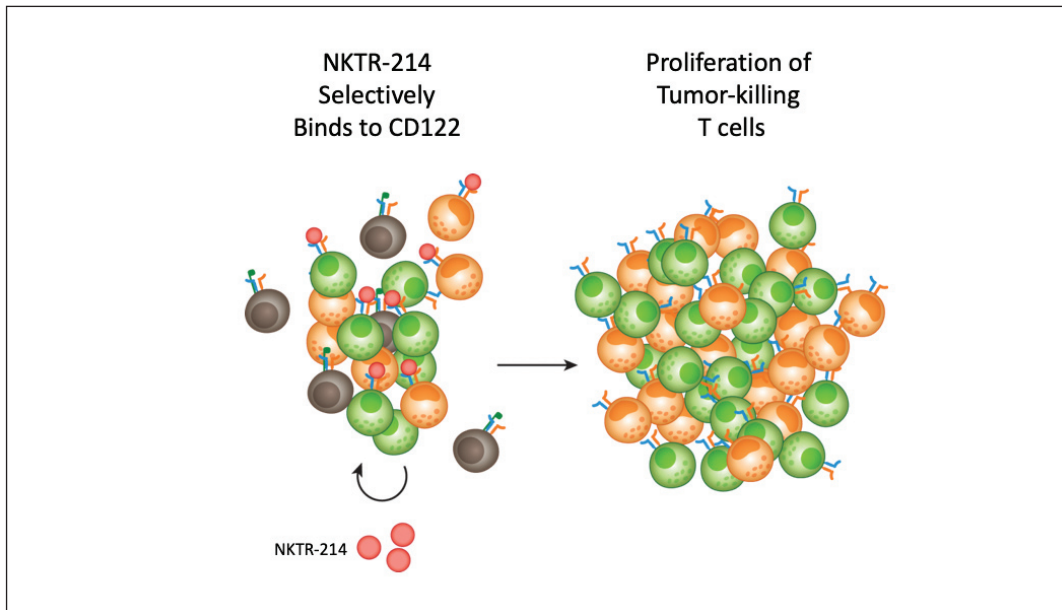 NKTR-214
Selectively
Binds to CD122
Proliferation of
Tumor-killing
T cells
NKTR-214